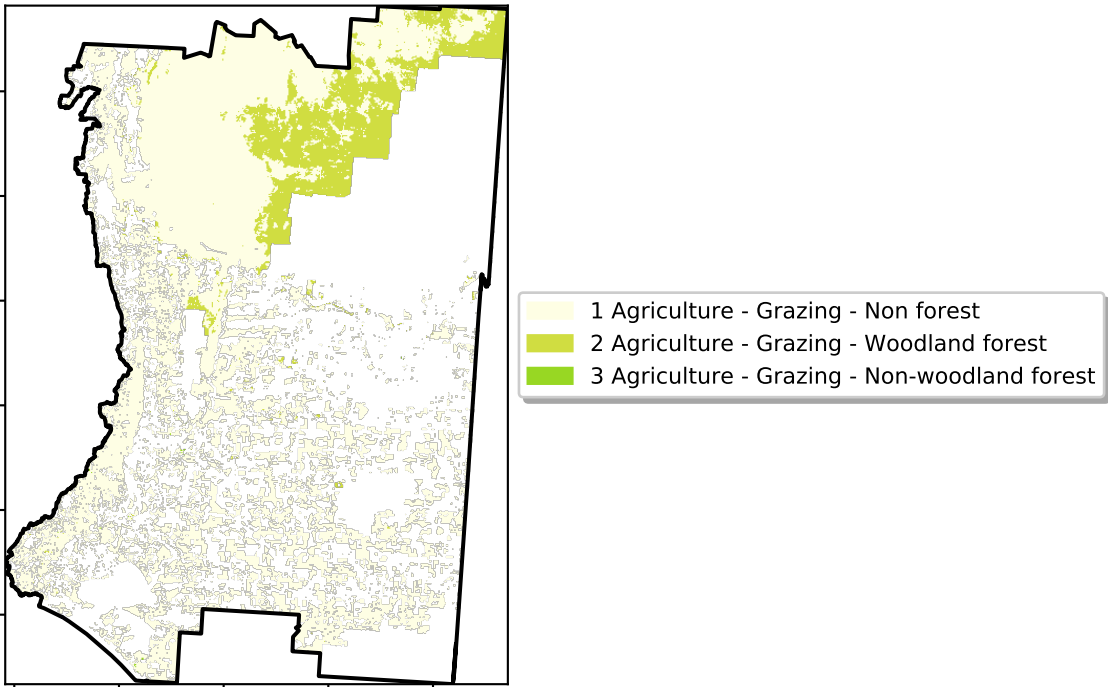 1 Agriculture - Grazing - Non forest
2 Agriculture - Grazing - Woodland forest
3 Agriculture - Grazing - Non-woodland forest